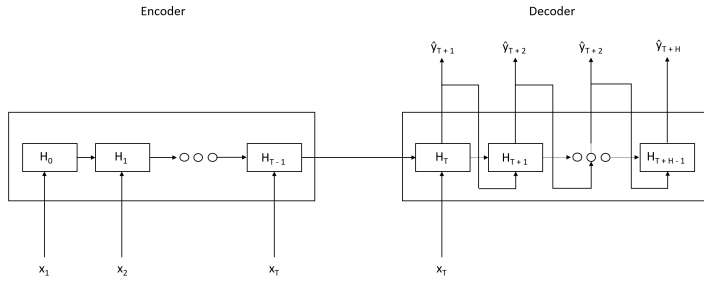 Encoder Decoder
ŷT + 1 ŷT + 2 ŷT + 2 ŷT + H
H0 H1 HT - 1 HT HT + 1 HT + H - 1
x1 x2 xT xT